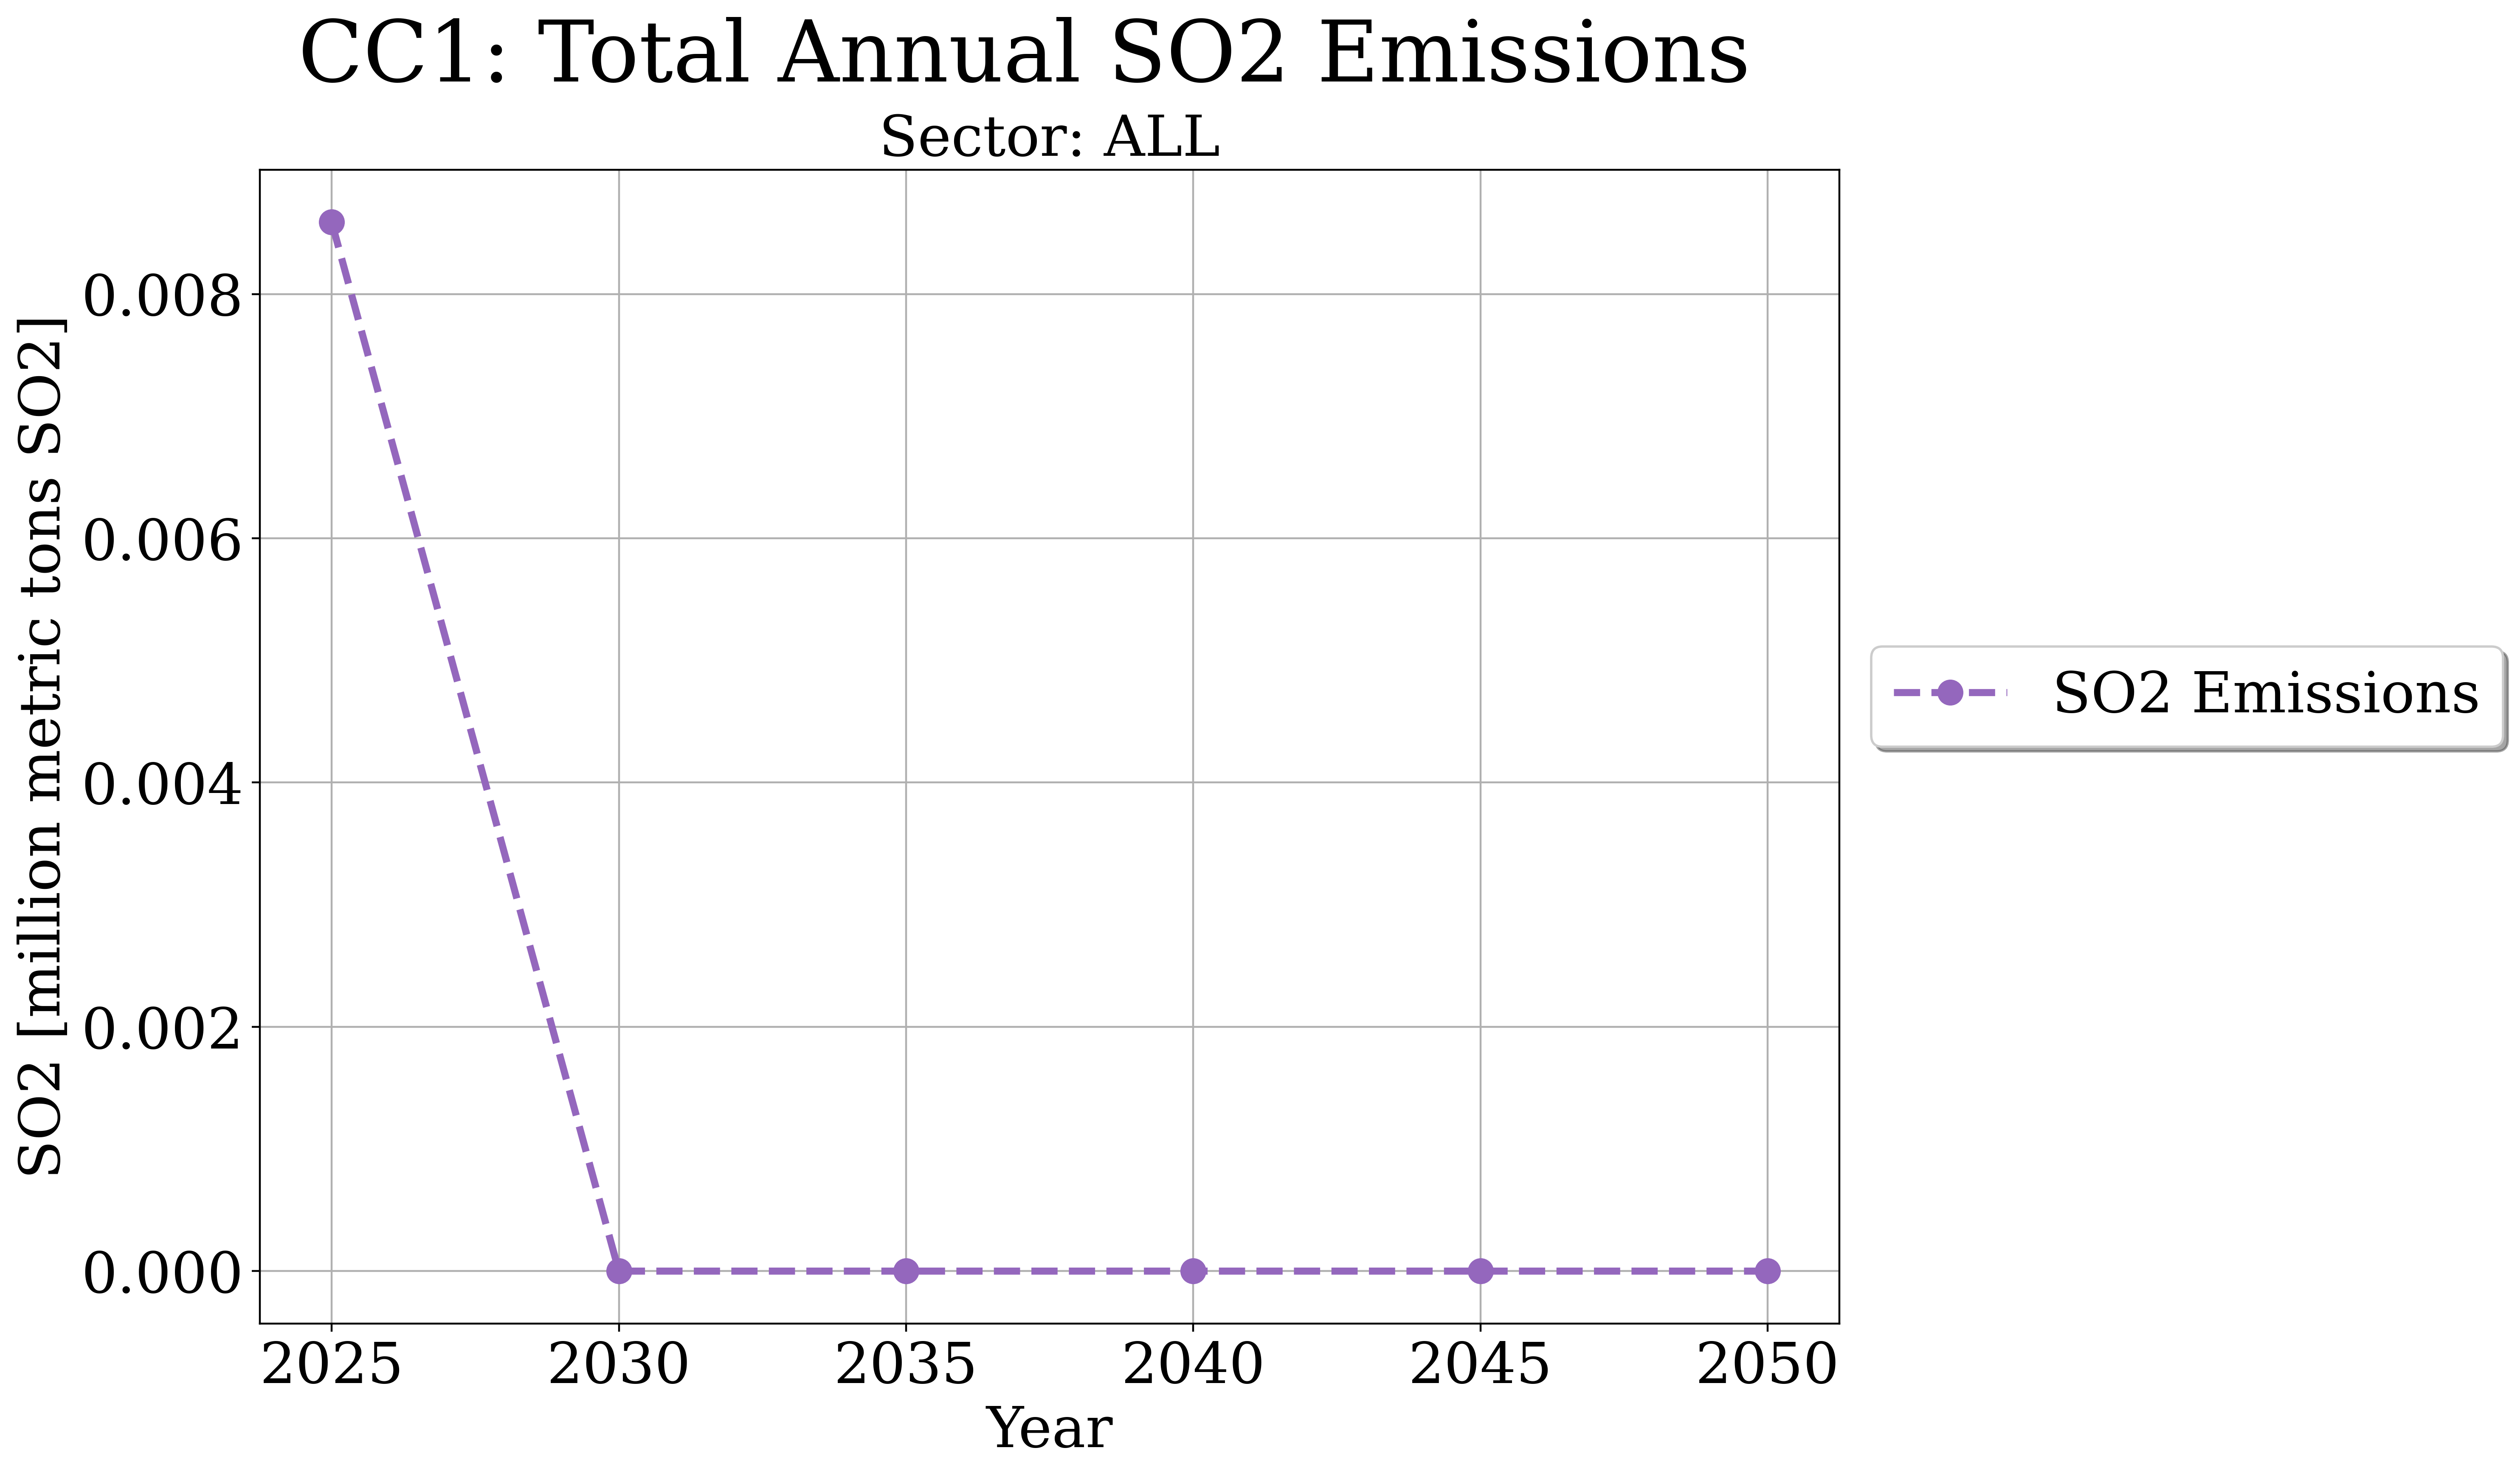 CC1: Total Annual SO2 Emissions
Sector: ALL
SO2 [million metric tons SO2]
0.008
0.006
0.004
0.002
0.000
2025 2030 2035 2040 2045 2050
Year
SO2 Emissions